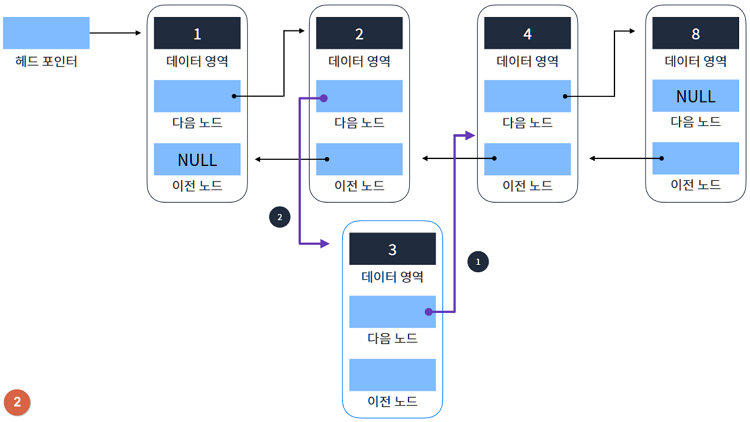 1
2
4
8
헤드 포인터
데이터 영역
데이터 영역
데이터 영역
데이터 영역
NULL
다음 노드
다음 노드
다음 노드
다음 노드
NULL
이전 노드
이전 노드
이전 노드
이전 노드
2
3
1
데이터 영역
다음 노드
이전 노드
2